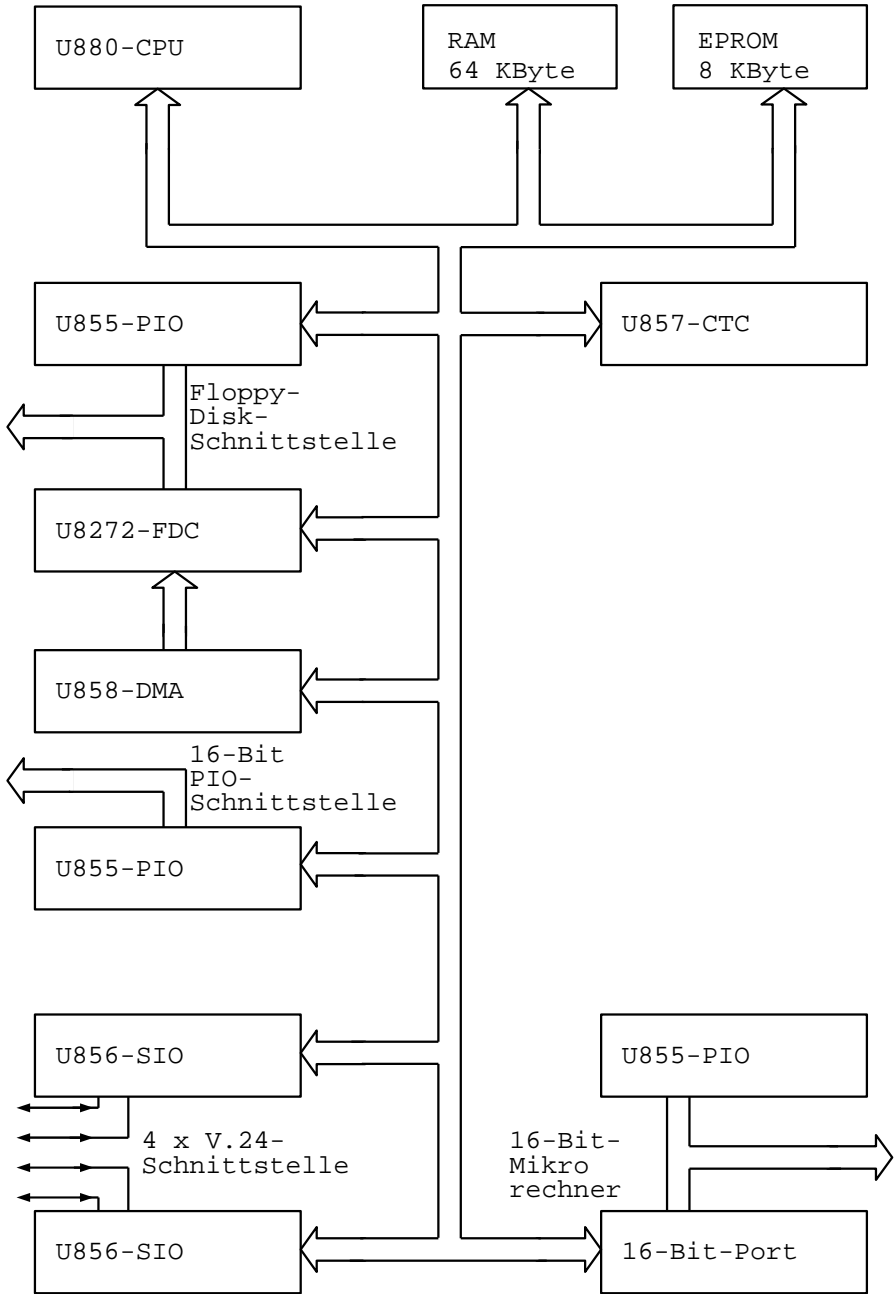 U880-CPU
RAM
64 KByte
EPROM
8 KByte
U855-PIO
U857-CTC
Floppy-
Disk-
Schnittstelle
U8272-FDC
U858-DMA
16-Bit
PIO-
Schnittstelle
U855-PIO
U856-SIO
U855-PIO
4 x V.24-
Schnittstelle
16-Bit-
Mikro
rechner
U856-SIO
16-Bit-Port